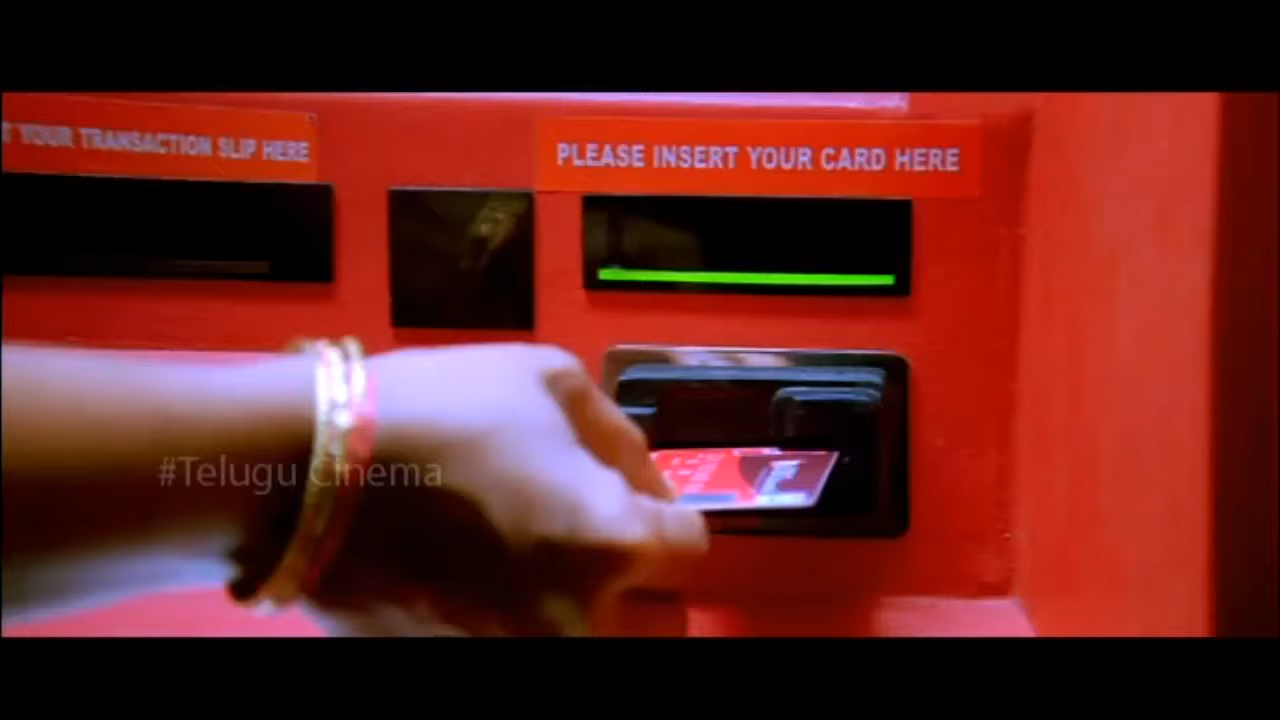 YOUR TRANSACTION SLIP HERE
PLEASE INSERT YOUR CARD HERE
#Telugu Cinema